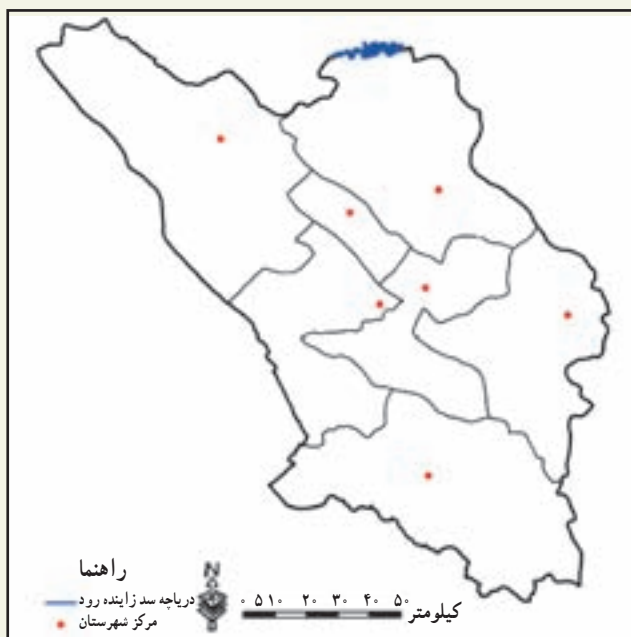 راهنما
دریاچه سد زاینده رود
مرکز شهرستان
N
۰ ۵ ۱۰ ۲۰ ۳۰ ۴۰ ۵۰ کیلومتر